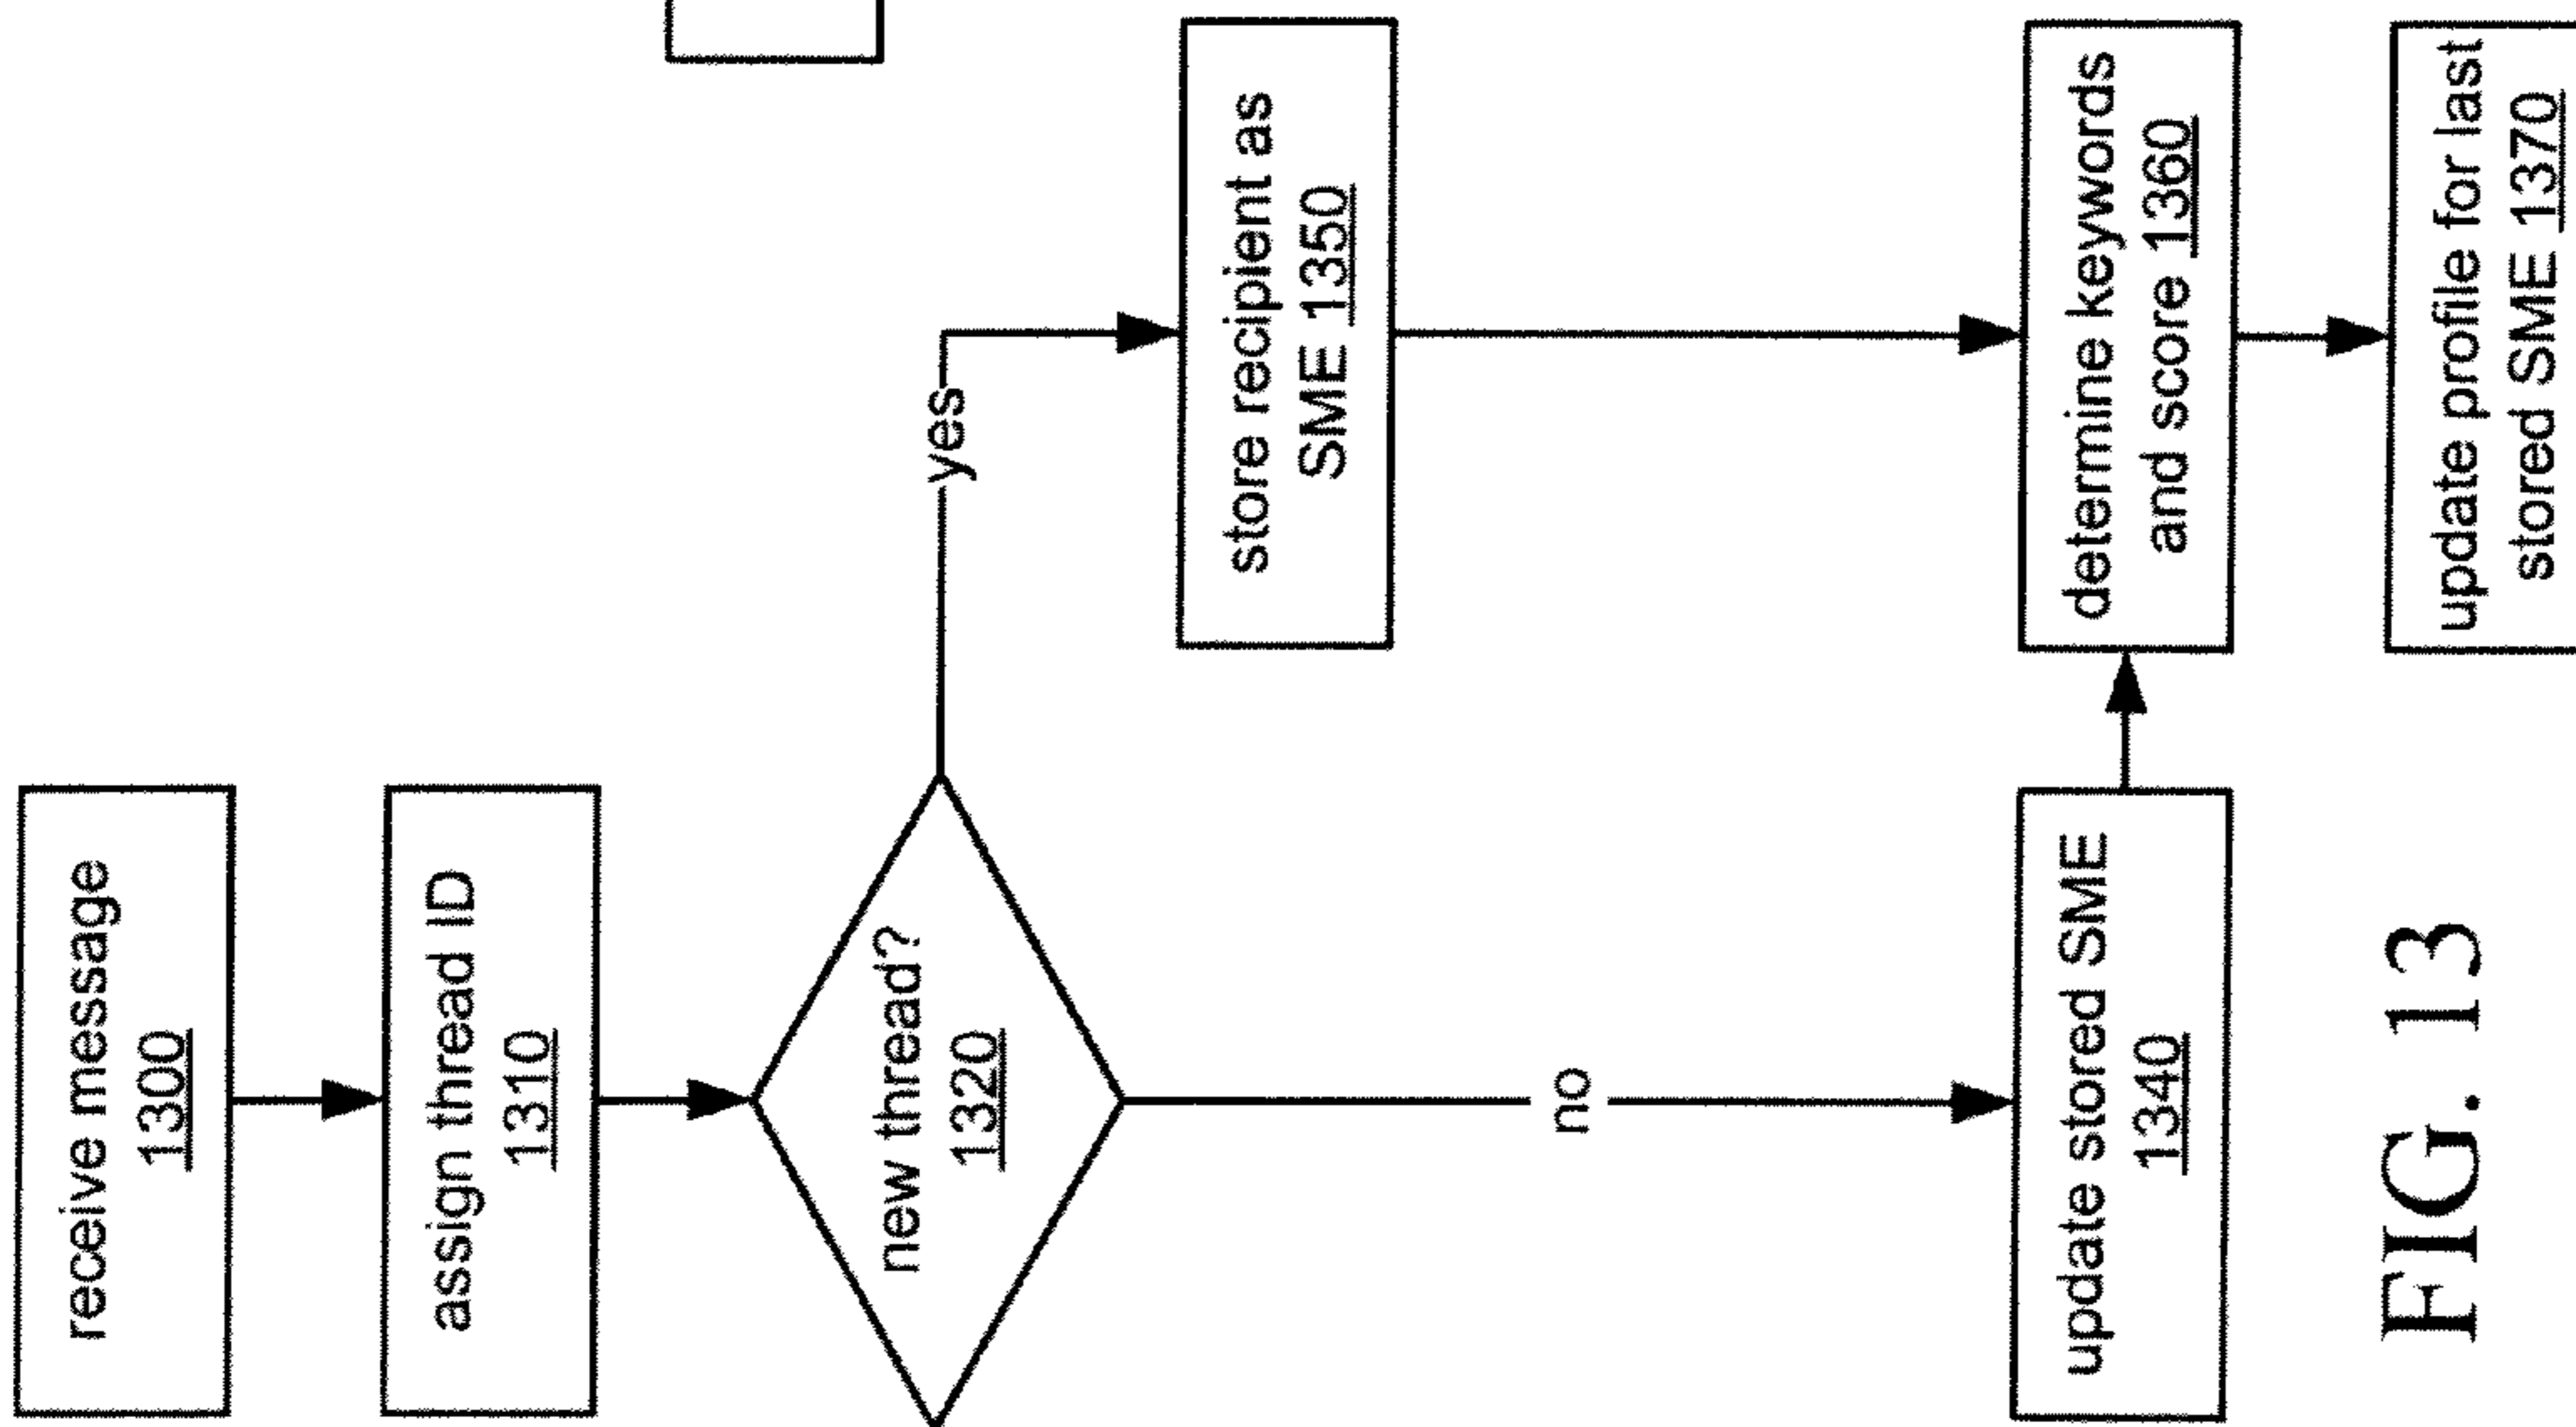 receive message
1300
assign thread ID
1310
new thread?
1320
yes
no
store recipient as
SME 1350
update stored SME
1340
determine keywords
and score 1360
update profile for last
stored SME 1370
FIG. 13